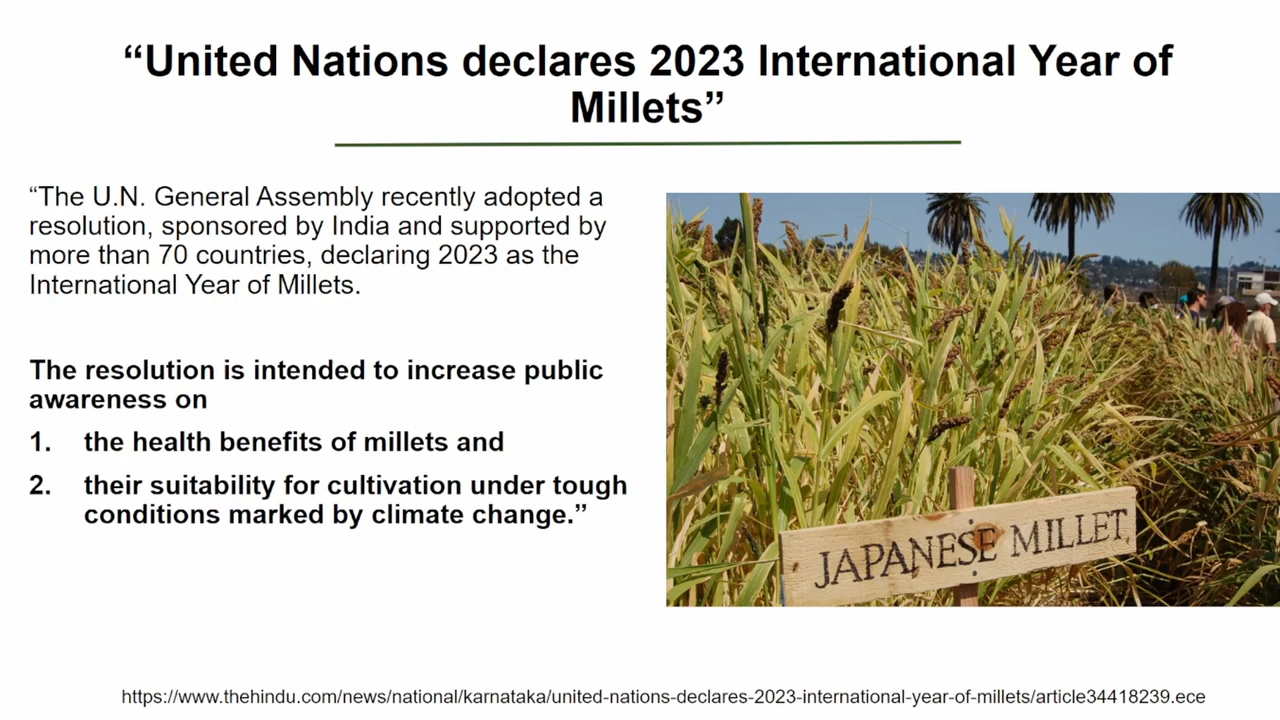 “United Nations declares 2023 International Year of
Millets”
“The U.N. General Assembly recently adopted a
resolution, sponsored by India and supported by
more than 70 countries, declaring 2023 as the
International Year of Millets.
The resolution is intended to increase public
awareness on
1. the health benefits of millets and
2. their suitability for cultivation under tough
conditions marked by climate change.”
JAPANESE MILLET
https://www.thehindu.com/news/national/karnataka/united-nations-declares-2023-international-year-of-millets/article34418239.ece